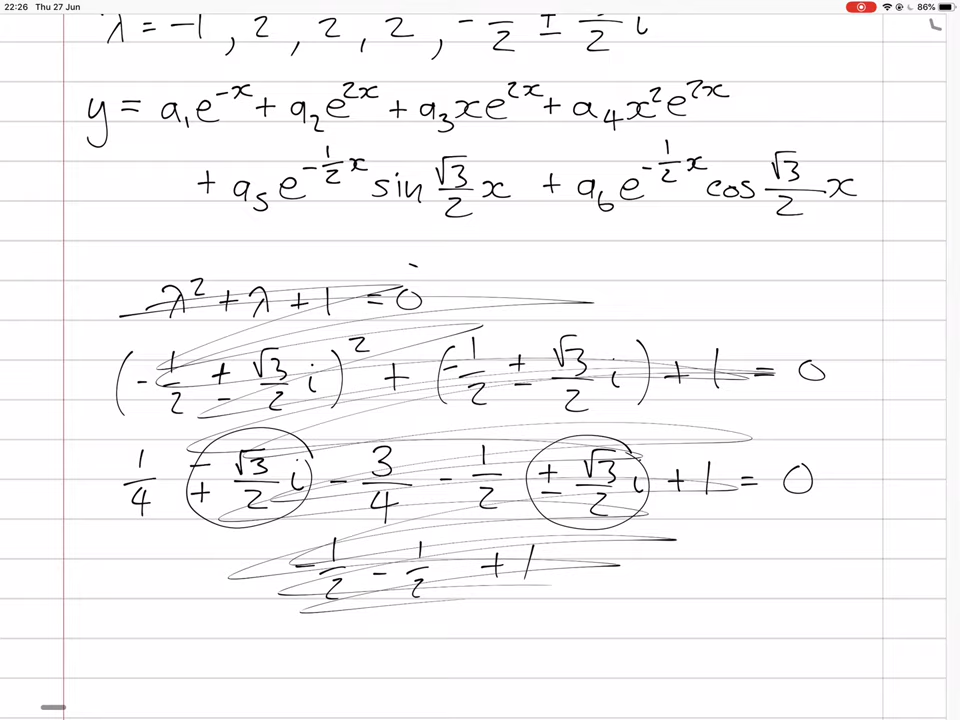 22:26 Thu 27 Jun 86%
λ = -1, 2, 2, 2, -1/2 ± √3/2 i
y = a₁e^{-x} + a₂e^{2x} + a₃xe^{2x} + a₄x²e^{2x}
+ a₅e^{-1/2 x} sin √3/2 x + a₆e^{-1/2 x} cos √3/2 x
λ² + λ + 1 = 0
(-1/2 ± √3/2 i)² + (-1/2 ± √3/2 i) + 1 = 0
1/4 ∓ √3/2 i - 3/4 - 1/2 ± √3/2 i + 1 = 0
-1/2 - 1/2 + 1